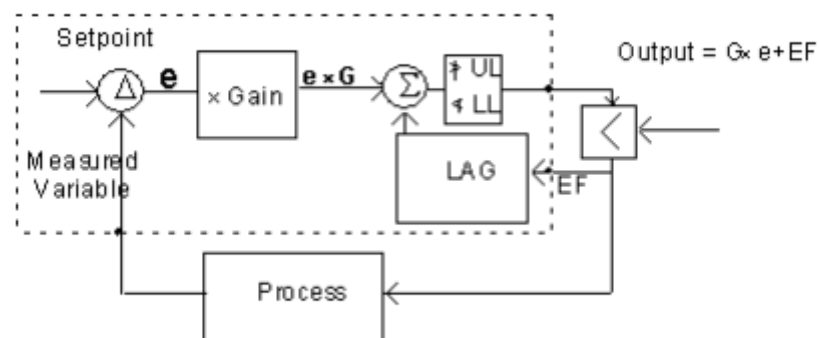 Setpoint
Output = G× e+EF
e
e×G
Δ
× Gain
Σ
≯ UL
≮ LL
<
Measured
Variable
LAG
EF
Process